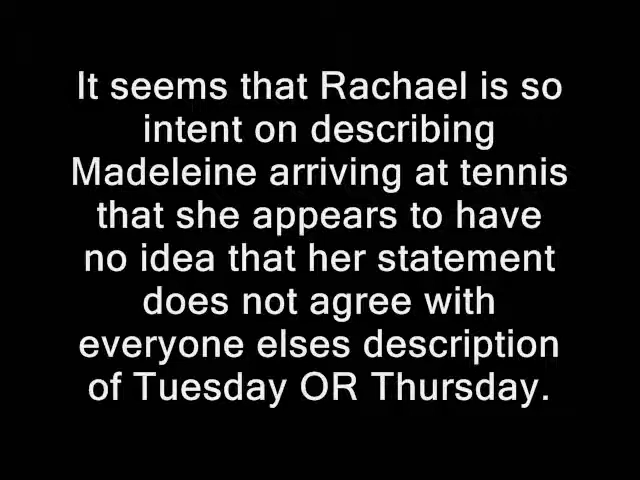 It seems that Rachael is so
intent on describing
Madeleine arriving at tennis
that she appears to have
no idea that her statement
does not agree with
everyone elses description
of Tuesday OR Thursday.